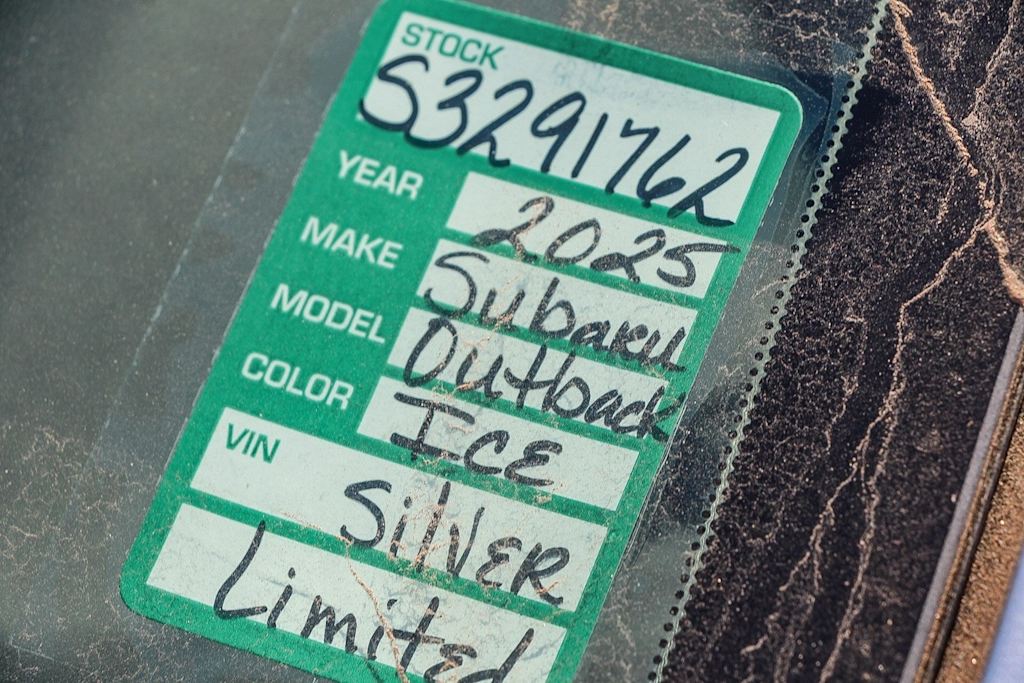 STOCK
S3291762
YEAR 2025
MAKE Subaru
MODEL Outback
COLOR ICE
VIN
SilVER
Limited